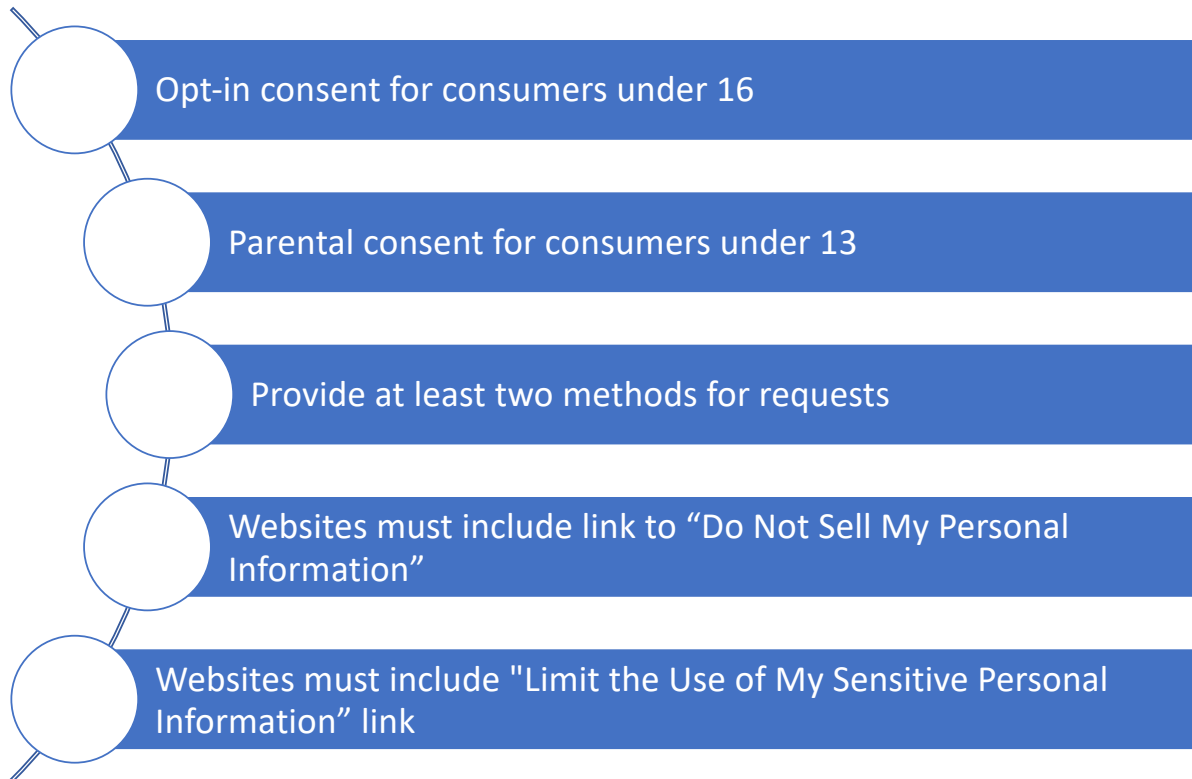 Opt-in consent for consumers under 16
Parental consent for consumers under 13
Provide at least two methods for requests
Websites must include link to “Do Not Sell My Personal
Information”
Websites must include "Limit the Use of My Sensitive Personal
Information” link